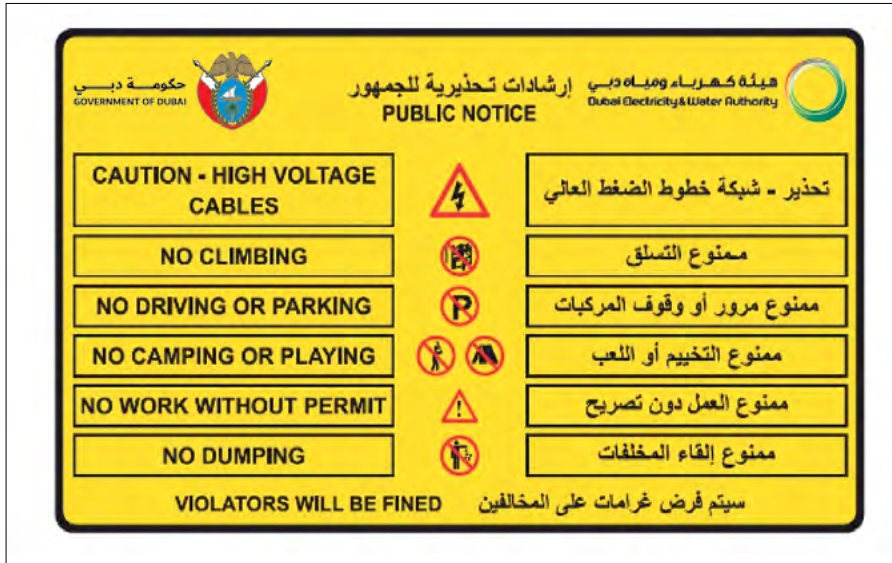 حكومة دبي
GOVERNMENT OF DUBAI
إرشادات تحذيرية للجمهور
PUBLIC NOTICE
هيئة كهرباء ومياه دبي
Dubai Electricity & Water Authority
CAUTION - HIGH VOLTAGE
CABLES
تحذير - شبكة خطوط الضغط العالي
NO CLIMBING
ممنوع التسلق
NO DRIVING OR PARKING
P
ممنوع مرور أو وقوف المركبات
NO CAMPING OR PLAYING
ممنوع التخييم أو اللعب
NO WORK WITHOUT PERMIT
!
ممنوع العمل دون تصريح
NO DUMPING
ممنوع إلقاء المخلفات
VIOLATORS WILL BE FINED
سيتم فرض غرامات على المخالفين